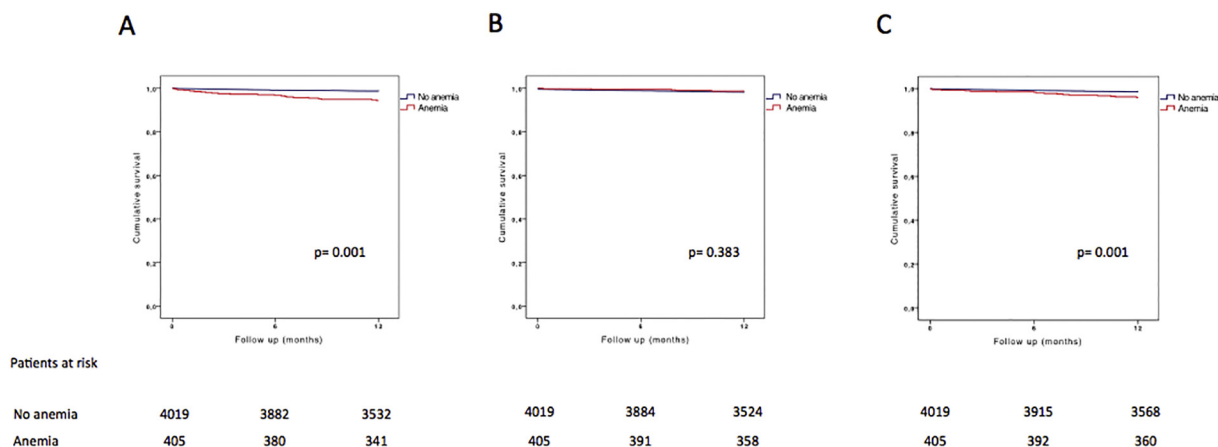 A
B
C
Cumulative survival
1,0
0,8
0,6
0,4
0,2
0,0
No anemia
Anemia
p= 0.001
0
6
12
Follow up (months)
Cumulative survival
1,0
0,8
0,6
0,4
0,2
0,0
No anemia
Anemia
p= 0.383
0
6
12
Follow up (months)
Cumulative survival
1,0
0,8
0,6
0,4
0,2
0,0
No anemia
Anemia
p= 0.001
0
6
12
Follow up (months)
Patients at risk
No anemia 4019 3882 3532 4019 3884 3524 4019 3915 3568
Anemia 405 380 341 405 391 358 405 392 360